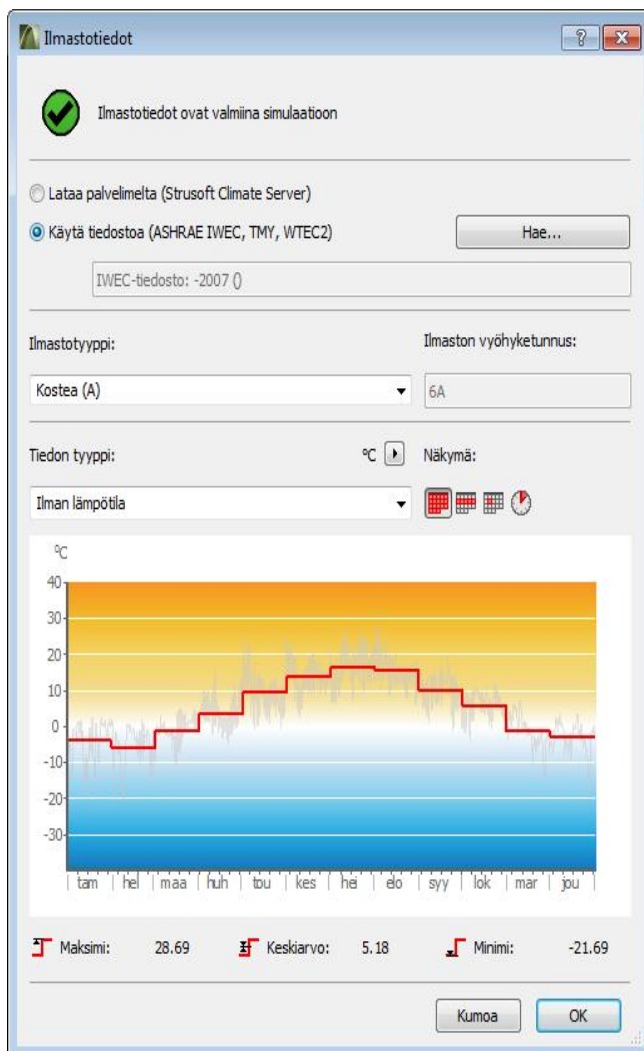 Ilmastotiedot
Ilmastotiedot ovat valmiina simulaatioon
Lataa palvelimelta (Strusoft Climate Server)
Käytä tiedostoa (ASHRAE IWEC, TMY, WTEC2)
Hae...
IWEC-tiedosto: -2007 ()
Ilmastotyyppi:
Ilmaston vyöhyketunnus:
Kostea (A)
6A
Tiedon tyyppi:
°C
Näkymä:
Ilman lämpötila
°C
40
30
20
10
0
-10
-20
-30
tam hel maa huh tou kes hei elo syy lok mar jou
Maksimi: 28.69 Keskiarvo: 5.18 Minimi: -21.69
Kumoa
OK